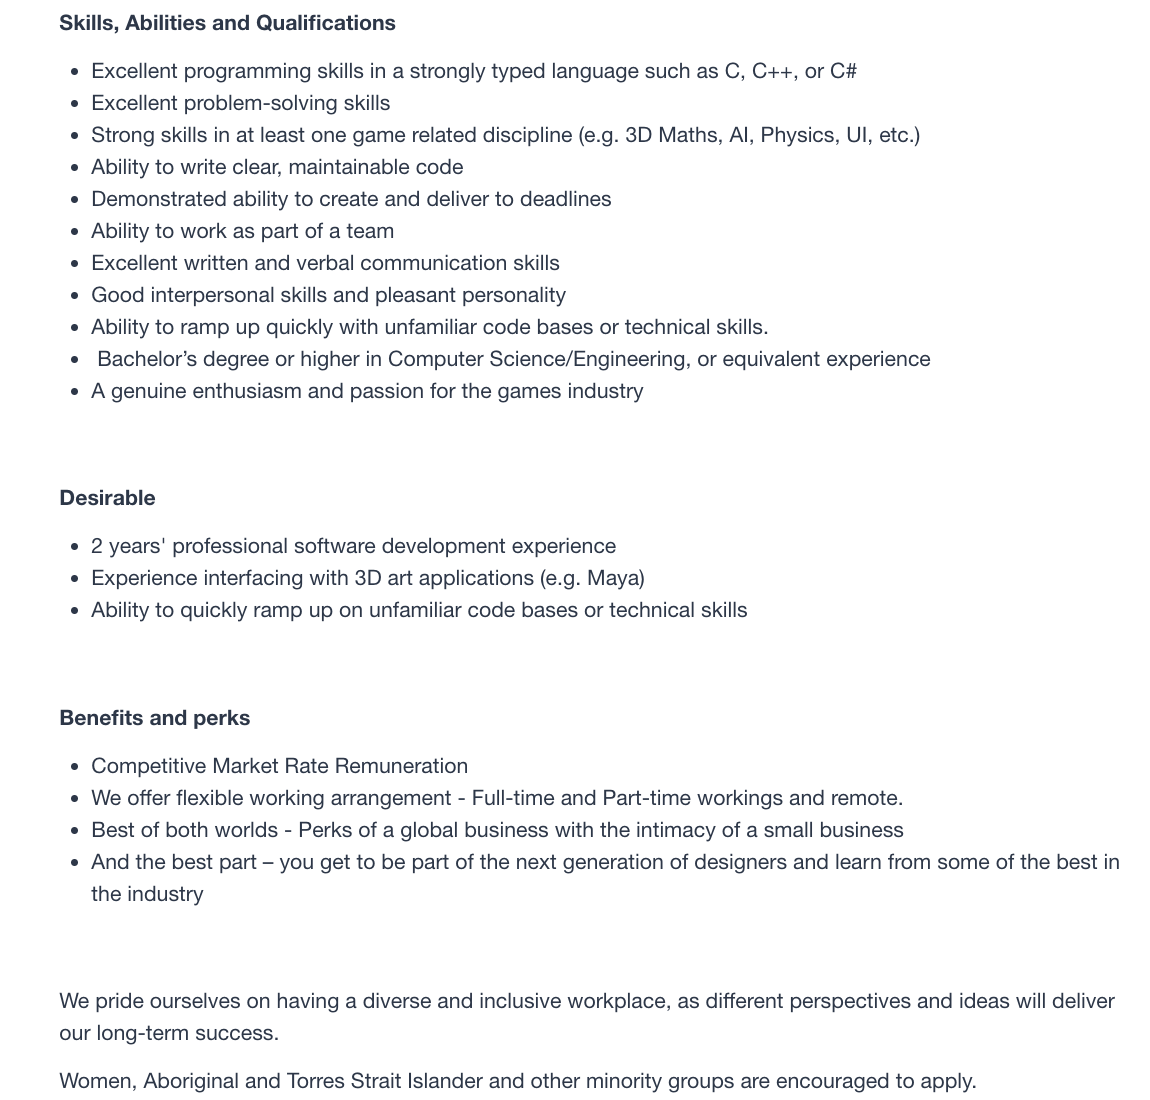 Skills, Abilities and Qualifications
• Excellent programming skills in a strongly typed language such as C, C++, or C#
• Excellent problem-solving skills
• Strong skills in at least one game related discipline (e.g. 3D Maths, AI, Physics, UI, etc.)
• Ability to write clear, maintainable code
• Demonstrated ability to create and deliver to deadlines
• Ability to work as part of a team
• Excellent written and verbal communication skills
• Good interpersonal skills and pleasant personality
• Ability to ramp up quickly with unfamiliar code bases or technical skills.
• Bachelor’s degree or higher in Computer Science/Engineering, or equivalent experience
• A genuine enthusiasm and passion for the games industry
Desirable
• 2 years' professional software development experience
• Experience interfacing with 3D art applications (e.g. Maya)
• Ability to quickly ramp up on unfamiliar code bases or technical skills
Benefits and perks
• Competitive Market Rate Remuneration
• We offer flexible working arrangement - Full-time and Part-time workings and remote.
• Best of both worlds - Perks of a global business with the intimacy of a small business
• And the best part – you get to be part of the next generation of designers and learn from some of the best in
the industry
We pride ourselves on having a diverse and inclusive workplace, as different perspectives and ideas will deliver
our long-term success.
Women, Aboriginal and Torres Strait Islander and other minority groups are encouraged to apply.